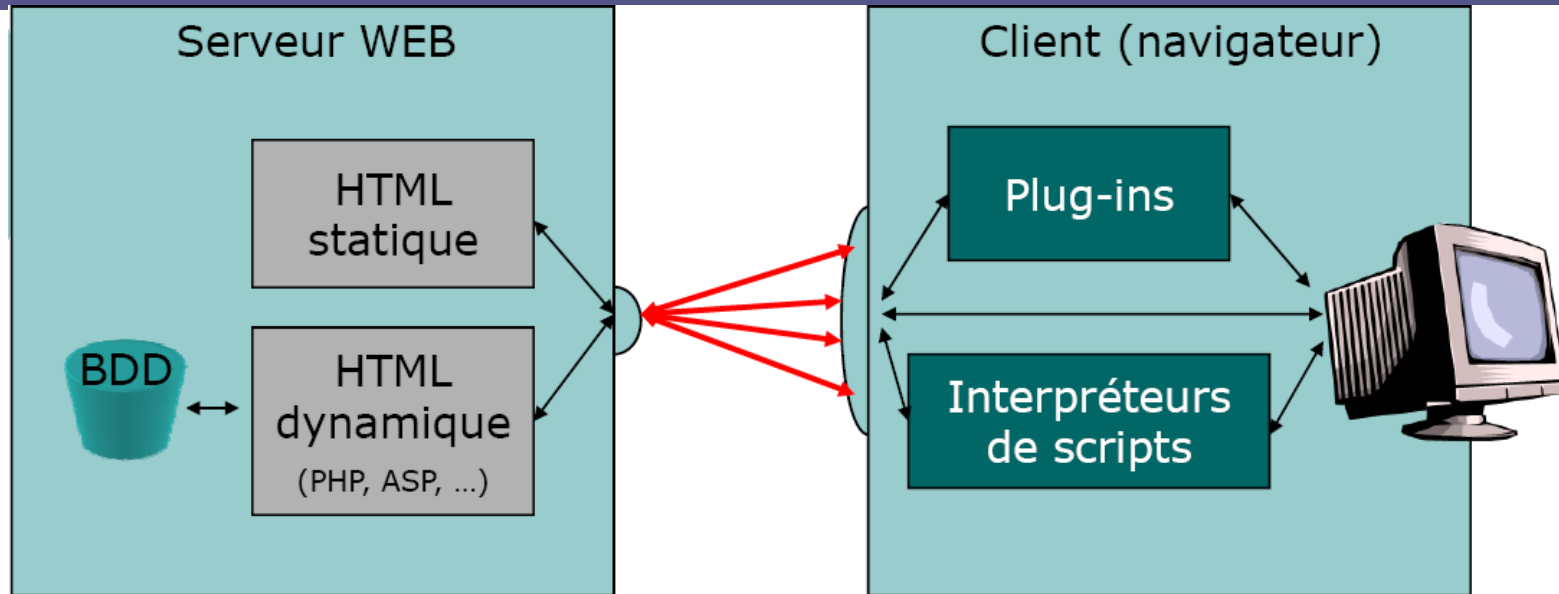 Serveur WEB
Client (navigateur)
HTML
statique
BDD
HTML
dynamique
(PHP, ASP, …)
Plug-ins
Interpréteurs
de scripts